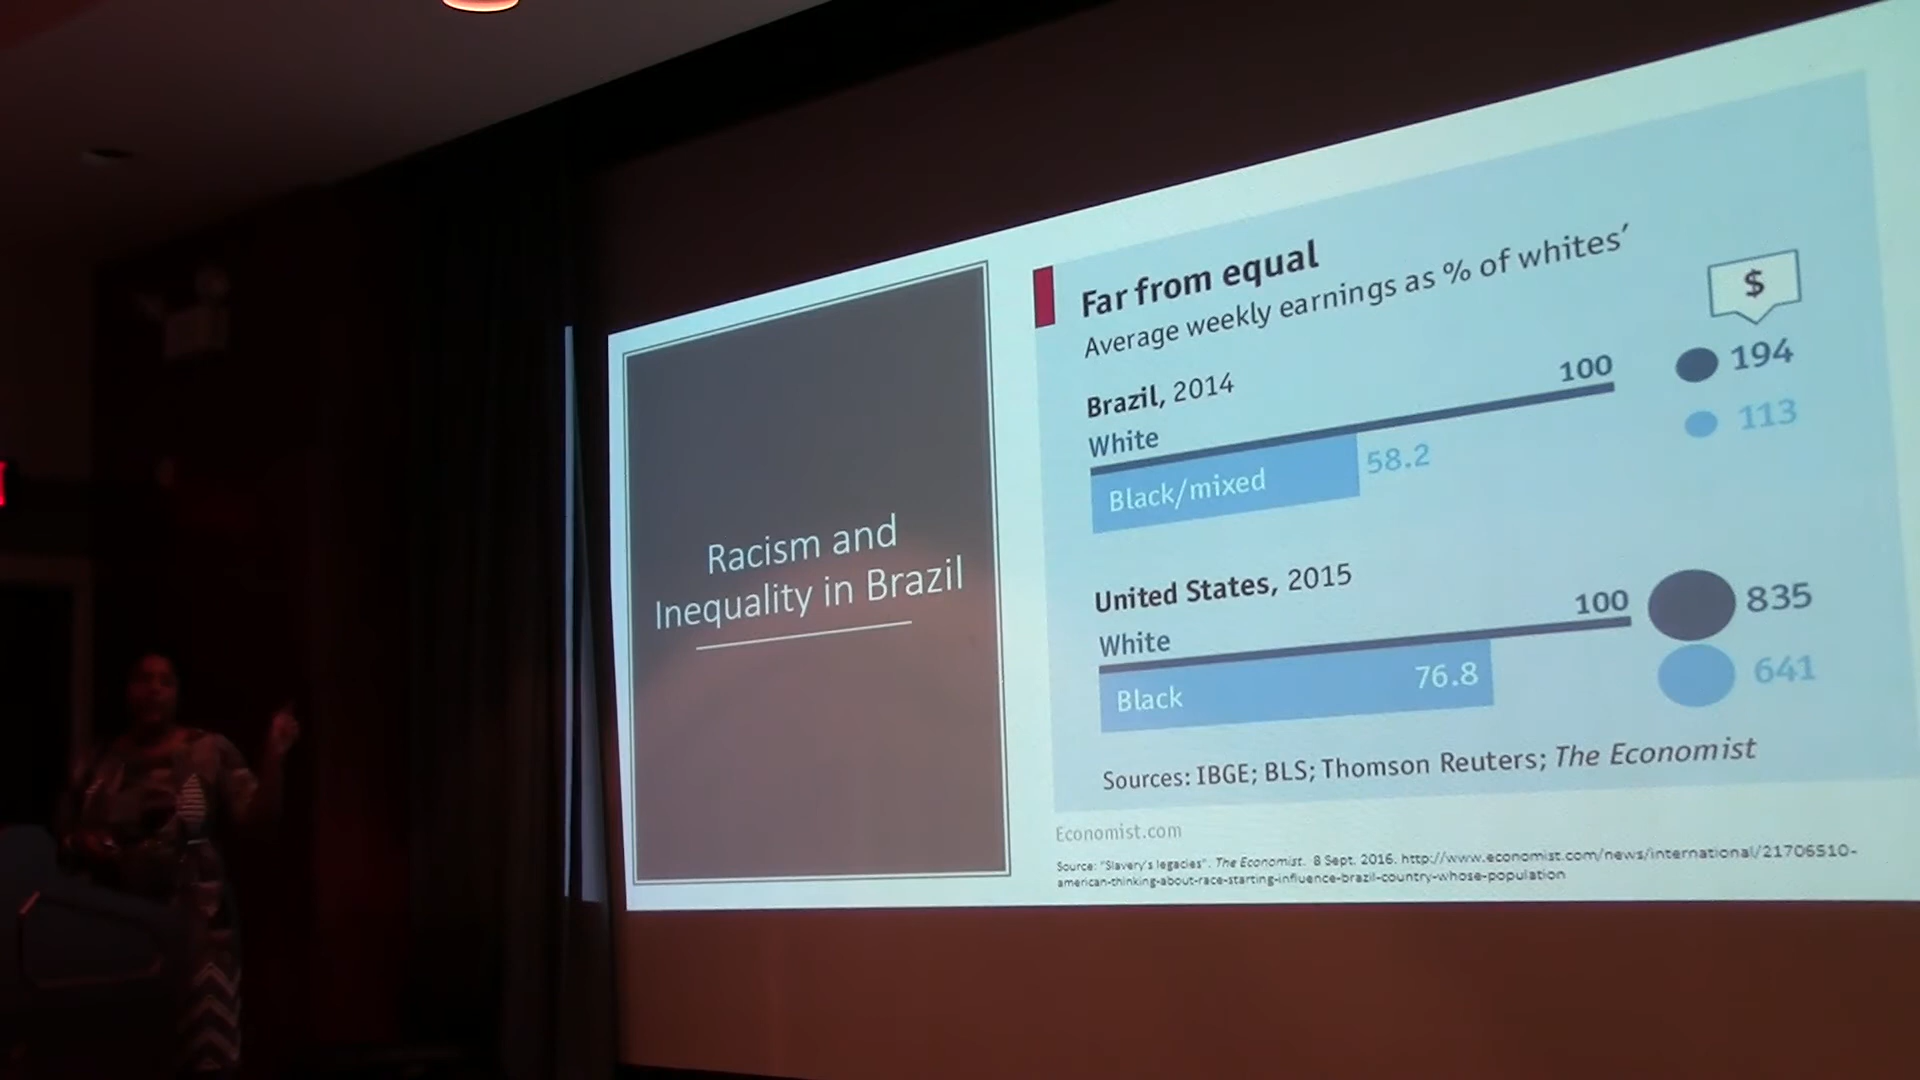 Racism and
Inequality in Brazil
Far from equal
Average weekly earnings as % of whites’
$
Brazil, 2014
White
100
194
Black/mixed
58.2
113
United States, 2015
White
100
835
Black
76.8
641
Sources: IBGE; BLS; Thomson Reuters; The Economist
Economist.com
Source: “Slavery’s legacies”. The Economist. 8 Sept. 2016. http://www.economist.com/news/international/21706510-
american-thinking-about-race-starting-influence-brazil-country-whose-population